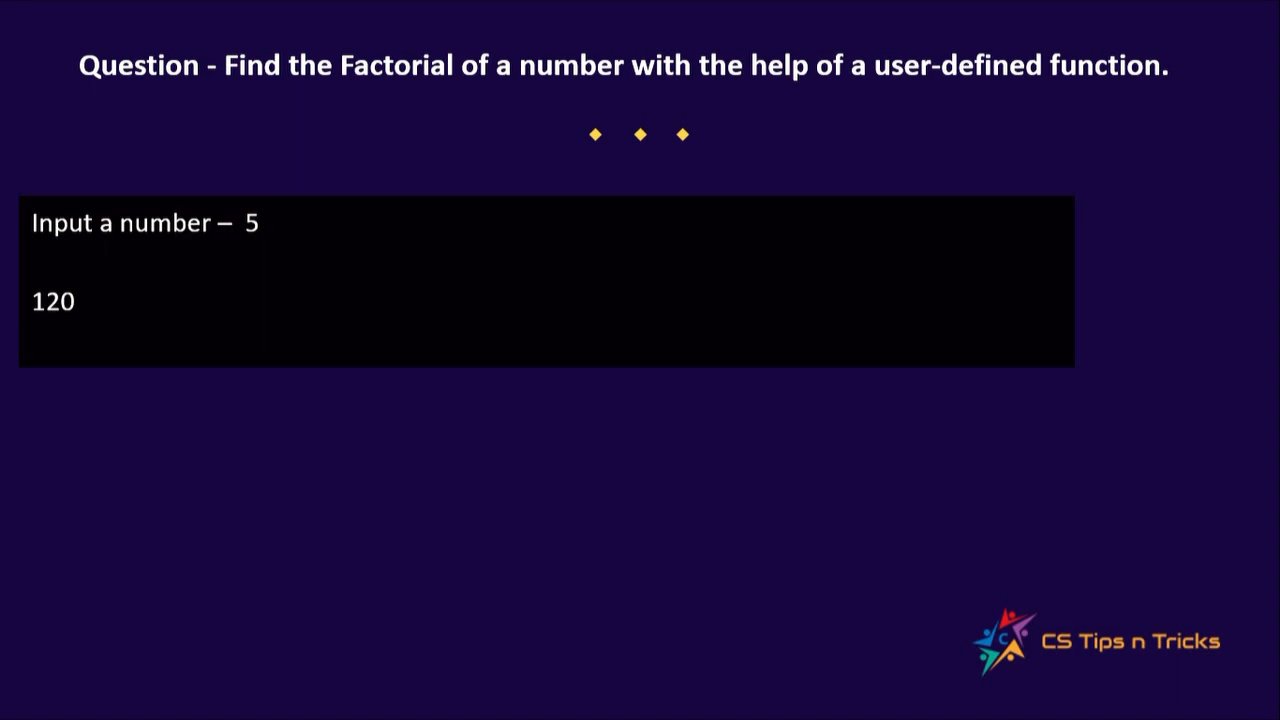 Question - Find the Factorial of a number with the help of a user-defined function.
Input a number – 5
120
C
CS Tips n Tricks